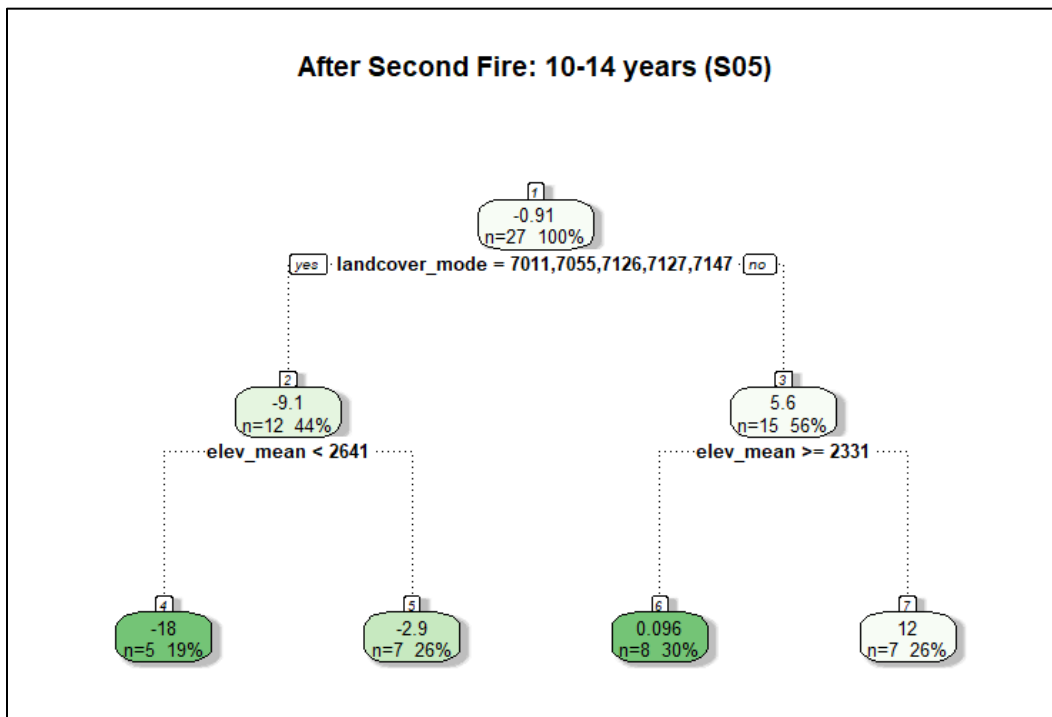 After Second Fire: 10-14 years (S05)
1
-0.91
n=27 100%
yes landcover_mode = 7011,7055,7126,7127,7147 no
2
-9.1
n=12 44%
3
5.6
n=15 56%
elev_mean < 2641
elev_mean >= 2331
4
-18
n=5 19%
5
-2.9
n=7 26%
6
0.096
n=8 30%
7
12
n=7 26%